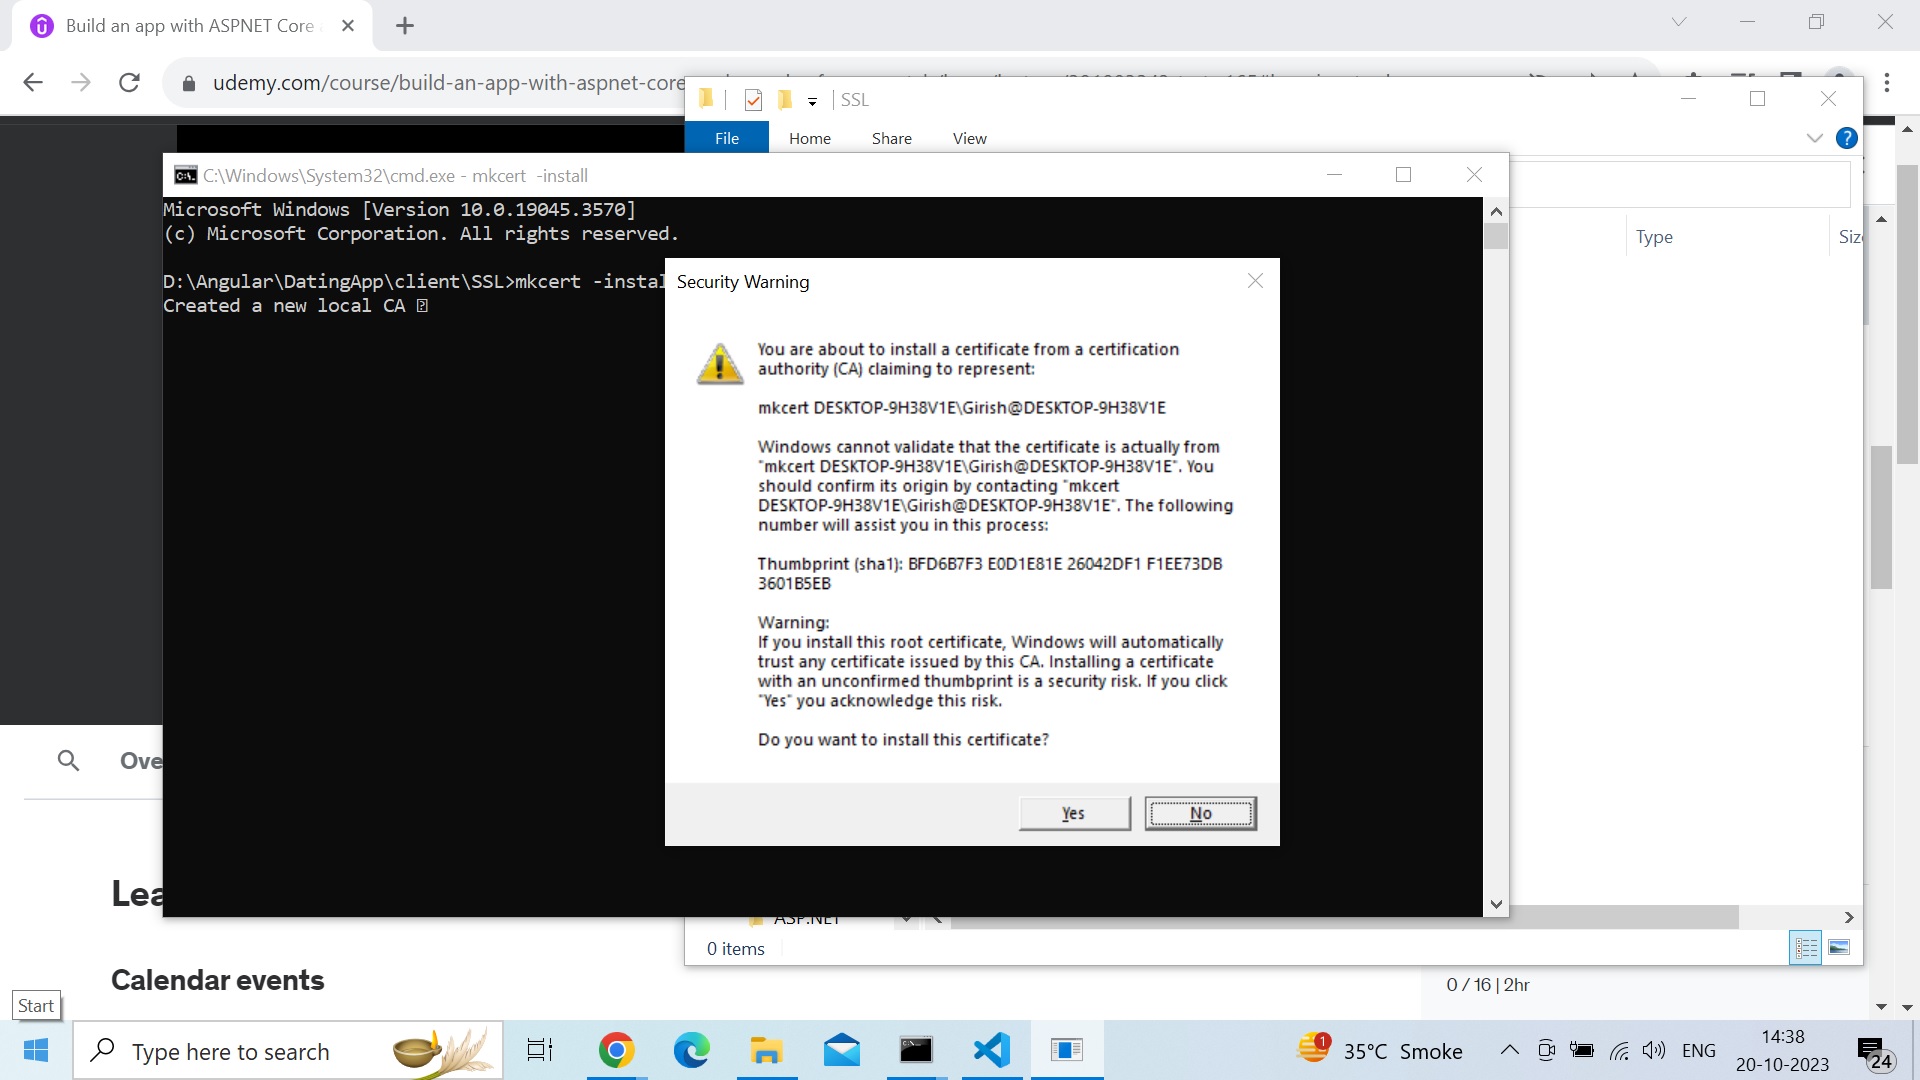 Build an app with ASPNET Core
udemy.com/course/build-an-app-with-aspnet-core
SSL
File Home Share View
C:\Windows\System32\cmd.exe - mkcert -install
Microsoft Windows [Version 10.0.19045.3570]
(c) Microsoft Corporation. All rights reserved.
Type
D:\Angular\DatingApp\client\SSL>mkcert -instal
Created a new local CA
Security Warning
You are about to install a certificate from a certification
authority (CA) claiming to represent:
mkcert DESKTOP-9H38V1E\Girish@DESKTOP-9H38V1E
Windows cannot validate that the certificate is actually from
"mkcert DESKTOP-9H38V1E\Girish@DESKTOP-9H38V1E". You
should confirm its origin by contacting "mkcert
DESKTOP-9H38V1E\Girish@DESKTOP-9H38V1E". The following
number will assist you in this process:
Thumbprint (sha1): BFD6B7F3 E0D1E81E 26042DF1 F1EE73DB
3601B5EB
Warning:
If you install this root certificate, Windows will automatically
trust any certificate issued by this CA. Installing a certificate
with an unconfirmed thumbprint is a security risk. If you click
"Yes" you acknowledge this risk.
Do you want to install this certificate?
Yes No
Ove
Lea
ASP.NET
0 items
Calendar events
0 / 16 | 2hr
Start
Type here to search
1
35°C Smoke
ENG
14:38
20-10-2023
24